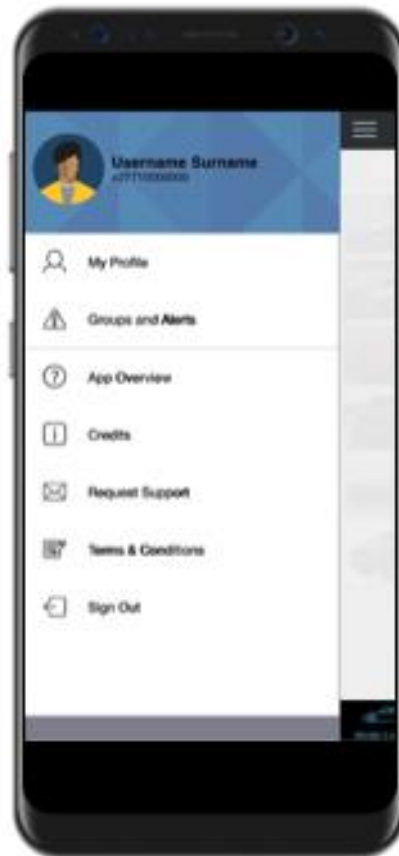 Username Surname
My Profile
Groups and Alerts
App Overview
Credits
Request Support
Terms & Conditions
Sign Out